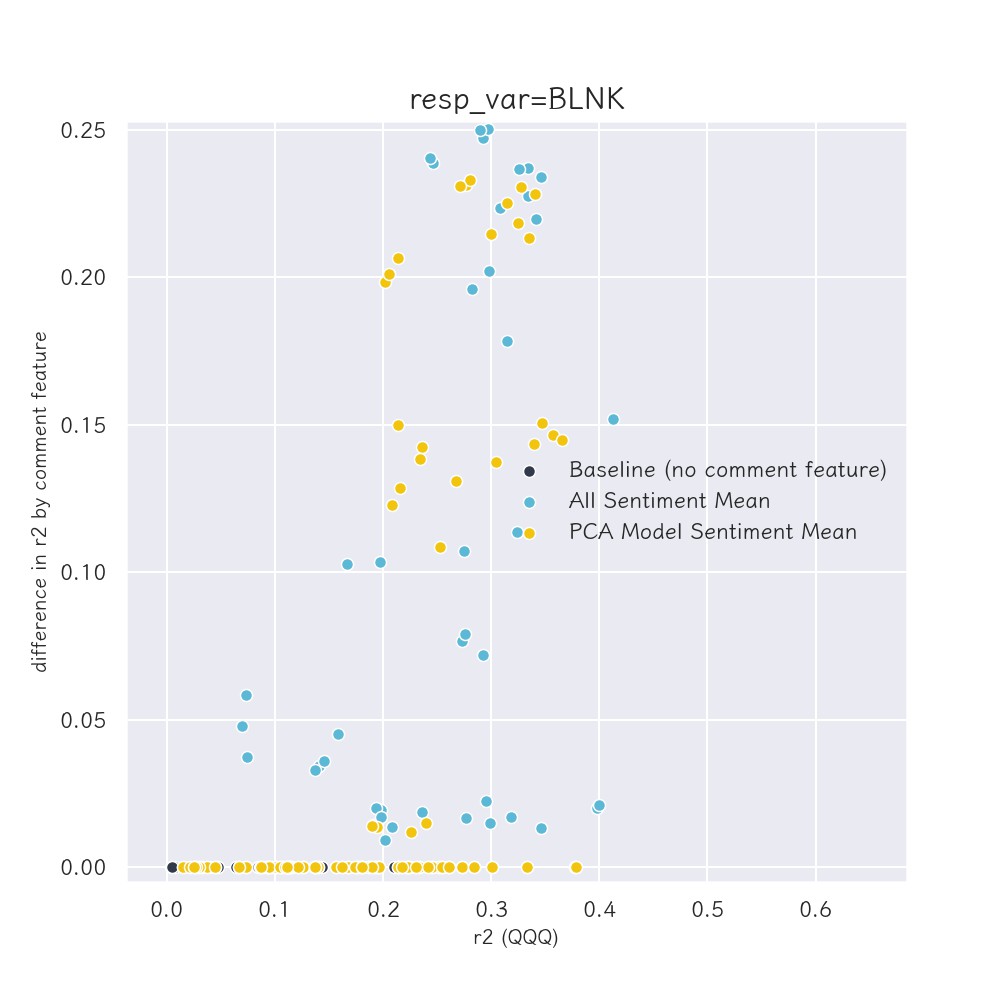 resp_var=BLNK
0.25
0.20
0.15
0.10
0.05
0.00
difference in r2 by comment feature
Baseline (no comment feature)
All Sentiment Mean
PCA Model Sentiment Mean
0.0 0.1 0.2 0.3 0.4 0.5 0.6
r2 (QQQ)